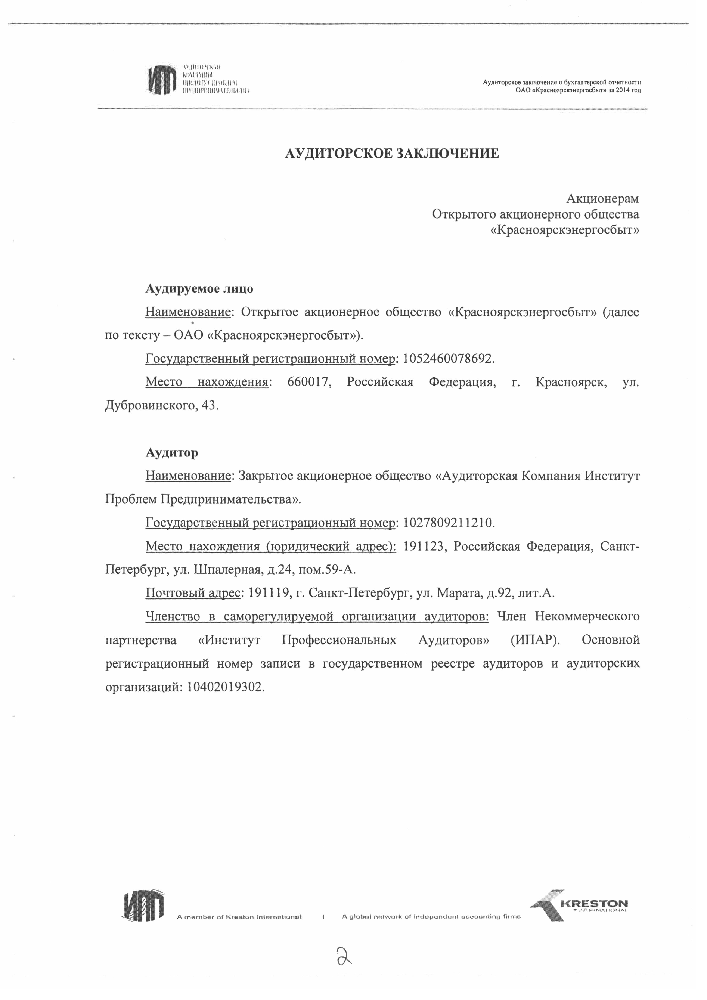 ИПП
АУДИТОРСКАЯ
КОМПАНИЯ
ИНСТИТУТ ПРОБЛЕМ
ПРЕДПРИНИМАТЕЛЬСТВА
Аудиторское заключение о бухгалтерской отчетности
ОАО «Красноярскэнергосбыт» за 2014 год
АУДИТОРСКОЕ ЗАКЛЮЧЕНИЕ
Акционерам
Открытого акционерного общества
«Красноярскэнергосбыт»
Аудируемое лицо
Наименование: Открытое акционерное общество «Красноярскэнергосбыт» (далее
по тексту – ОАО «Красноярскэнергосбыт»).
Государственный регистрационный номер: 1052460078692.
Место нахождения: 660017, Российская Федерация, г. Красноярск, ул.
Дубровинского, 43.
Аудитор
Наименование: Закрытое акционерное общество «Аудиторская Компания Институт
Проблем Предпринимательства».
Государственный регистрационный номер: 1027809211210.
Место нахождения (юридический адрес): 191123, Российская Федерация, Санкт-
Петербург, ул. Шпалерная, д.24, пом.59-А.
Почтовый адрес: 191119, г. Санкт-Петербург, ул. Марата, д.92, лит.А.
Членство в саморегулируемой организации аудиторов: Член Некоммерческого
партнерства «Институт Профессиональных Аудиторов» (ИПАР). Основной
регистрационный номер записи в государственном реестре аудиторов и аудиторских
организаций: 10402019302.
ИПП
A member of Kreston International | A global network of independent accounting firms
KRESTON
INTERNATIONAL
2